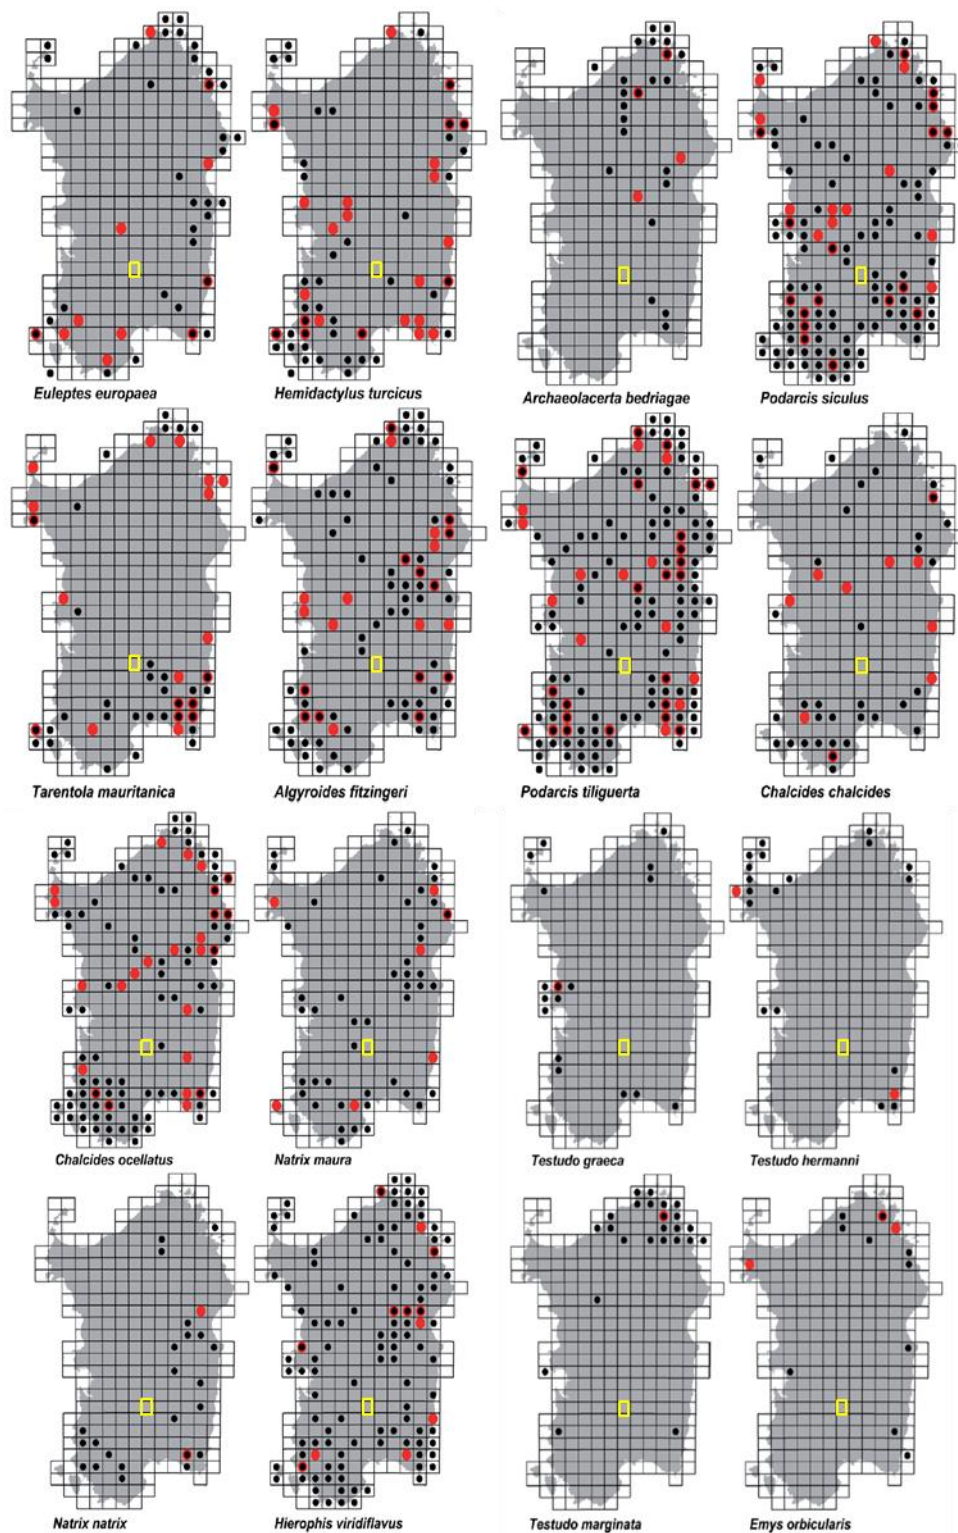 Euleptes europaea
Hemidactylus turcicus
Archaeolacerta bedriagae
Podarcis siculus
Tarentola mauritanica
Algyroides fitzingeri
Podarcis tiliguerta
Chalcides chalcides
Chalcides ocellatus
Natrix maura
Testudo graeca
Testudo hermanni
Natrix natrix
Hierophis viridiflavus
Testudo marginata
Emys orbicularis